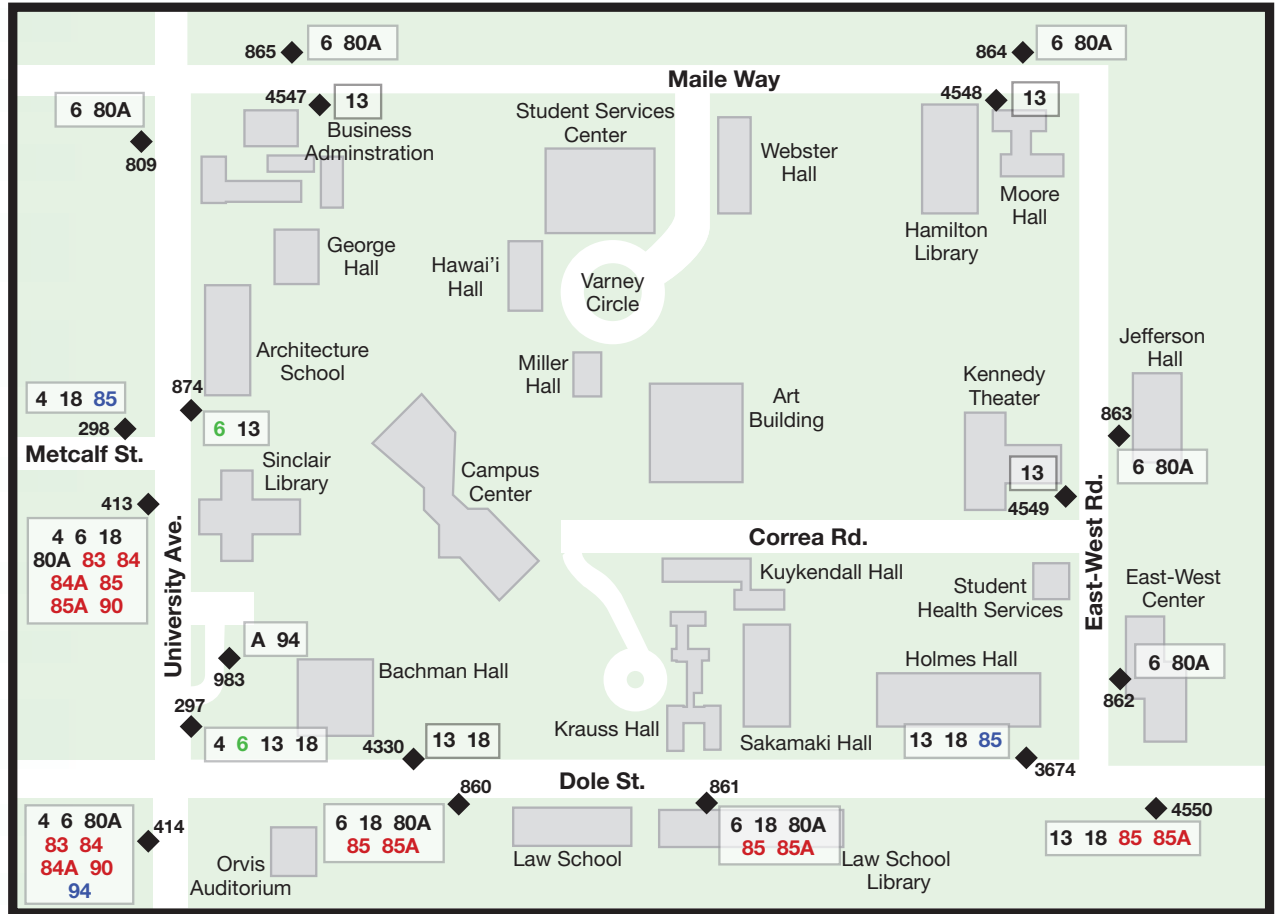 865
6 80A
864
6 80A
Maile Way
4547
13
4548
13
6 80A
809
Business
Adminstration
Student Services
Center
Webster
Hall
Moore
Hall
Hamilton
Library
George
Hall
Hawai'i
Hall
Varney
Circle
Jefferson
Hall
Architecture
School
Miller
Hall
Kennedy
Theater
Art
Building
874
6 13
4 18 85
298
Metcalf St.
863
6 80A
Sinclair
Library
Campus
Center
13
4549
413
4 6 18
80A 83 84
84A 85
85A 90
University Ave.
Correa Rd.
East-West Rd.
Kuykendall Hall
Student
Health Services
East-West
Center
A 94
983
Bachman Hall
Holmes Hall
6 80A
862
297
4 6 13 18
4330
13 18
Krauss Hall
Sakamaki Hall
13 18 85
3674
Dole St.
860
6 18 80A
85 85A
861
6 18 80A
85 85A
4550
13 18 85 85A
4 6 80A
83 84
84A 90
94
414
Orvis
Auditorium
Law School
Law School
Library